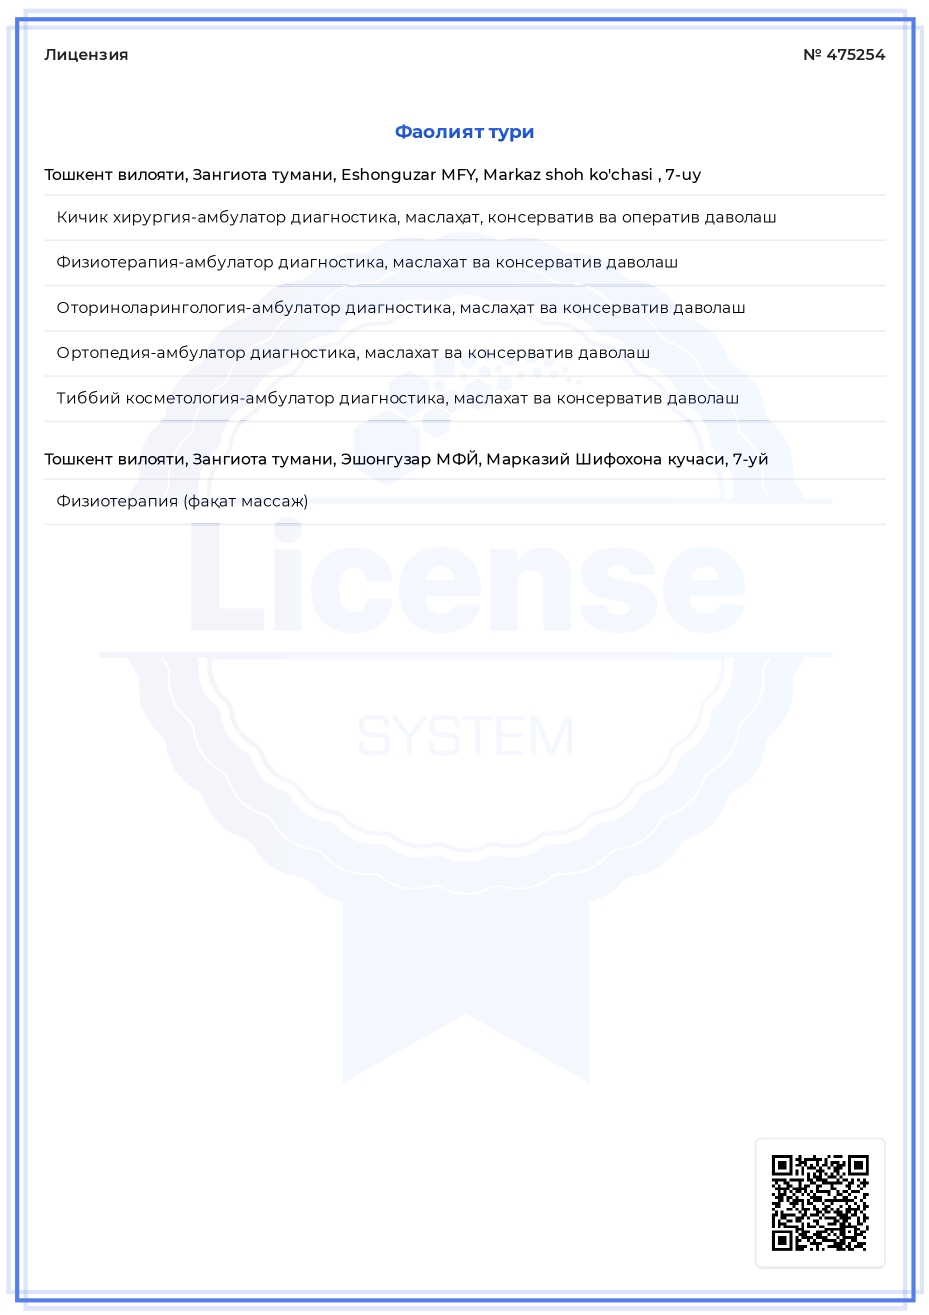 Лицензия
№ 475254
Фаолият тури
Тошкент вилояти, Зангиота тумани, Eshonguzar MFY, Markaz shoh ko'chasi , 7-uy
Кичик хирургия-амбулатор диагностика, маслаҳат, консерватив ва оператив даволаш
Физиотерапия-амбулатор диагностика, маслахат ва консерватив даволаш
Оториноларингология-амбулатор диагностика, маслаҳат ва консерватив даволаш
Ортопедия-амбулатор диагностика, маслахат ва консерватив даволаш
Тиббий косметология-амбулатор диагностика, маслахат ва консерватив даволаш
Тошкент вилояти, Зангиота тумани, Эшонгузар МФЙ, Марказий Шифохона кучаси, 7-уй
Физиотерапия (фақат массаж)
License
SYSTEM